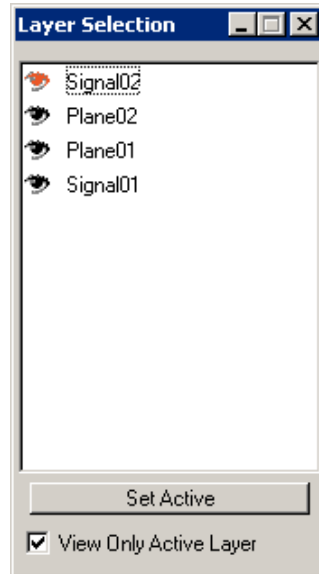 Layer Selection
Signal02
Plane02
Plane01
Signal01
Set Active
View Only Active Layer